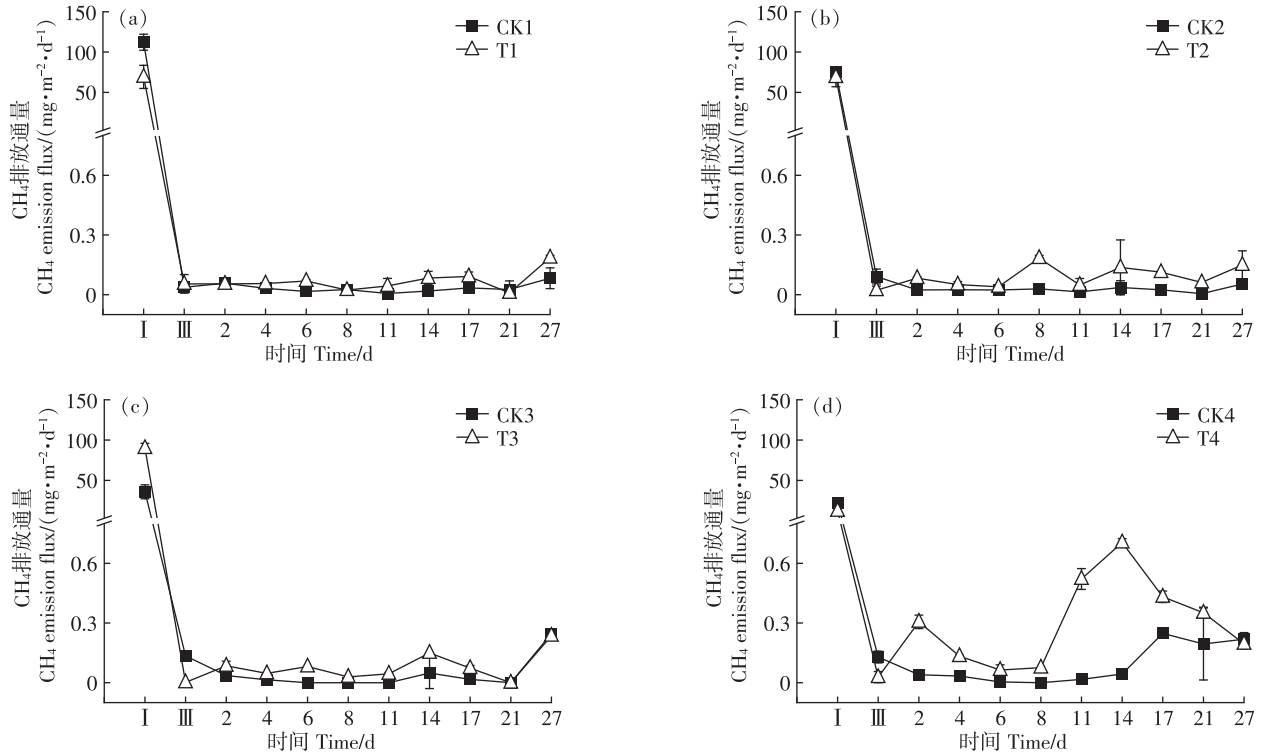 (a)
CK1
T1
CH₄排放通量
CH₄ emission flux/(mg•m⁻²•d⁻¹)
150
100
50
0.6
0.3
0
Ⅰ Ⅲ 2 4 6 8 11 14 17 21 27
时间 Time/d
(b)
CK2
T2
CH₄排放通量
CH₄ emission flux/(mg•m⁻²•d⁻¹)
150
100
50
0.6
0.3
0
Ⅰ Ⅲ 2 4 6 8 11 14 17 21 27
时间 Time/d
(c)
CK3
T3
CH₄排放通量
CH₄ emission flux/(mg•m⁻²•d⁻¹)
150
100
50
0.6
0.3
0
Ⅰ Ⅲ 2 4 6 8 11 14 17 21 27
时间 Time/d
(d)
CK4
T4
CH₄排放通量
CH₄ emission flux/(mg•m⁻²•d⁻¹)
150
100
50
0.6
0.3
0
Ⅰ Ⅲ 2 4 6 8 11 14 17 21 27
时间 Time/d